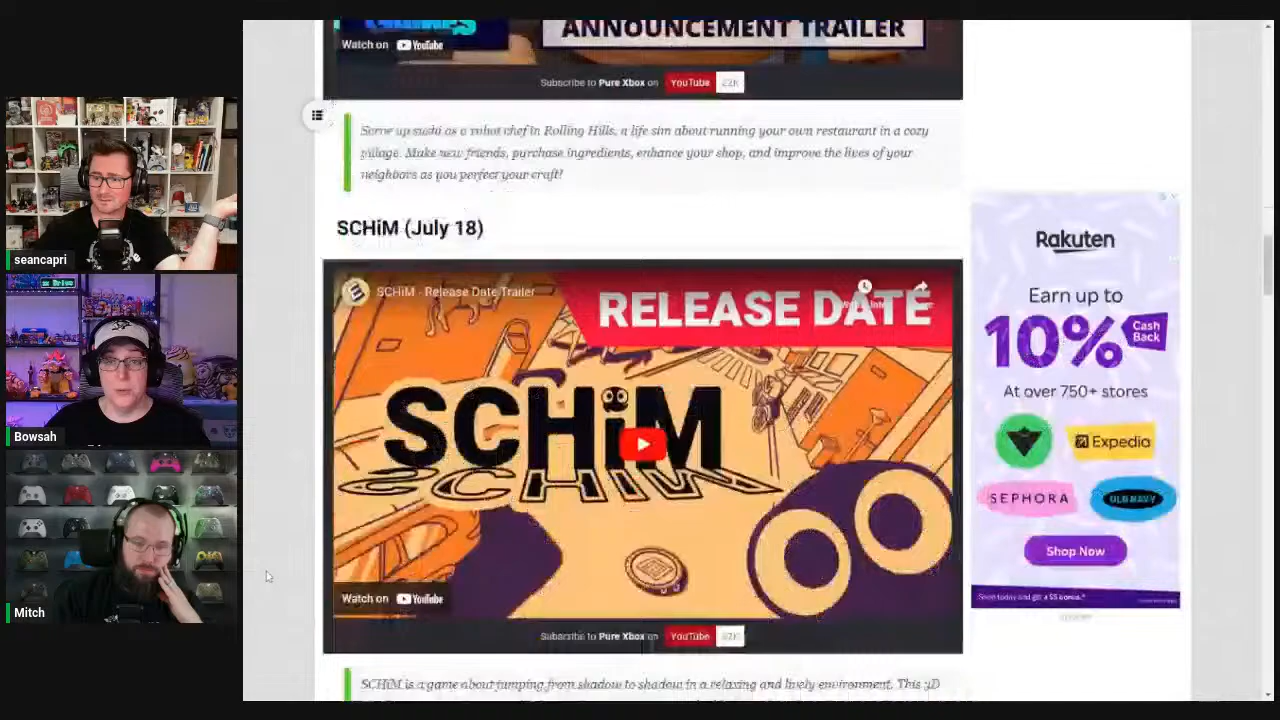 ANNOUNCEMENT TRAILER
Watch on YouTube
Subscribe to Pure Xbox on YouTube 22K
Serve up sushi as a robot chef in Rolling Hills, a life sim about running your own restaurant in a cozy
village. Make new friends, purchase ingredients, enhance your shop, and improve the lives of your
neighbors as you perfect your craft!
SCHiM (July 18)
SCHiM - Release Date Trailer
RELEASE DATE
SCHiM
SCHiM
Watch on YouTube
Subscribe to Pure Xbox on YouTube 22K
SCHiM is a game about jumping from shadow to shadow in a relaxing and lively environment. This 3D
Rakuten
Earn up to
10% Cash Back
At over 750+ stores
Expedia
SEPHORA
OLD NAVY
Shop Now
seancapri
Bowsah
Mitch